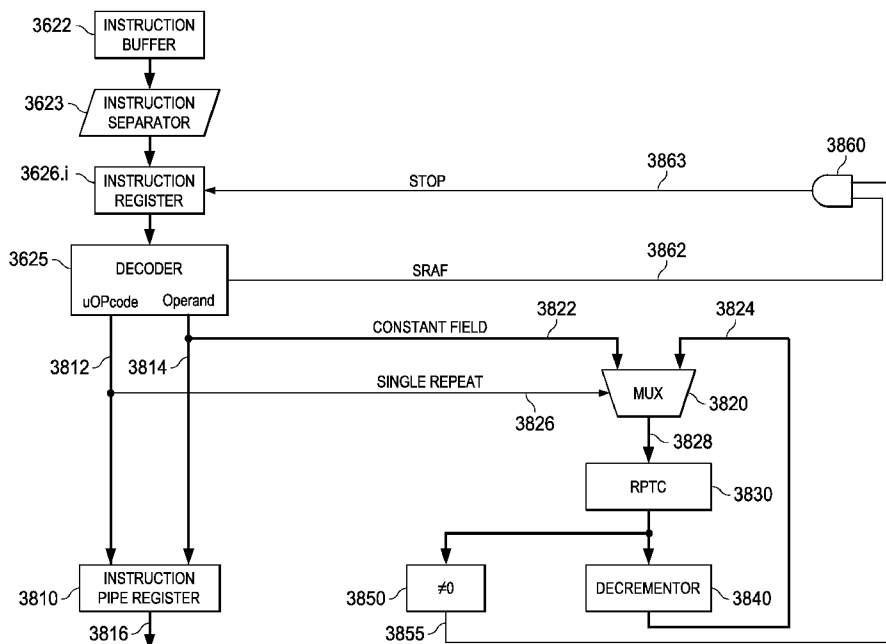 3622
INSTRUCTION
BUFFER
3623
INSTRUCTION
SEPARATOR
3860
3626.i
INSTRUCTION
REGISTER
STOP
3863
3625
DECODER
uOPcode
Operand
SRAF
3862
CONSTANT FIELD
3822
3824
3812
3814
SINGLE REPEAT
3826
MUX
3820
3828
RPTC
3830
3810
INSTRUCTION
PIPE REGISTER
3816
3850
≠0
3855
DECREMENTOR
3840